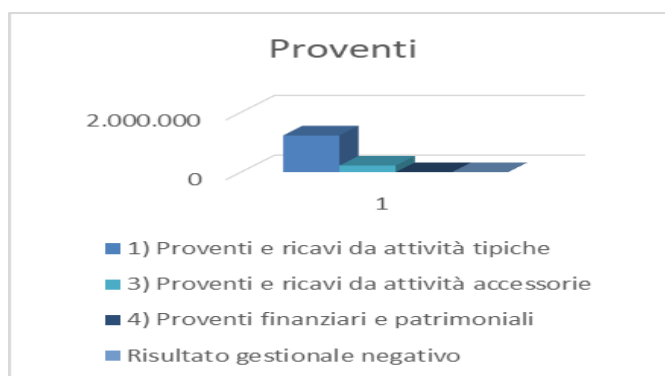 Proventi
2.000.000
0
1
1) Proventi e ricavi da attività tipiche
3) Proventi e ricavi da attività accessorie
4) Proventi finanziari e patrimoniali
Risultato gestionale negativo